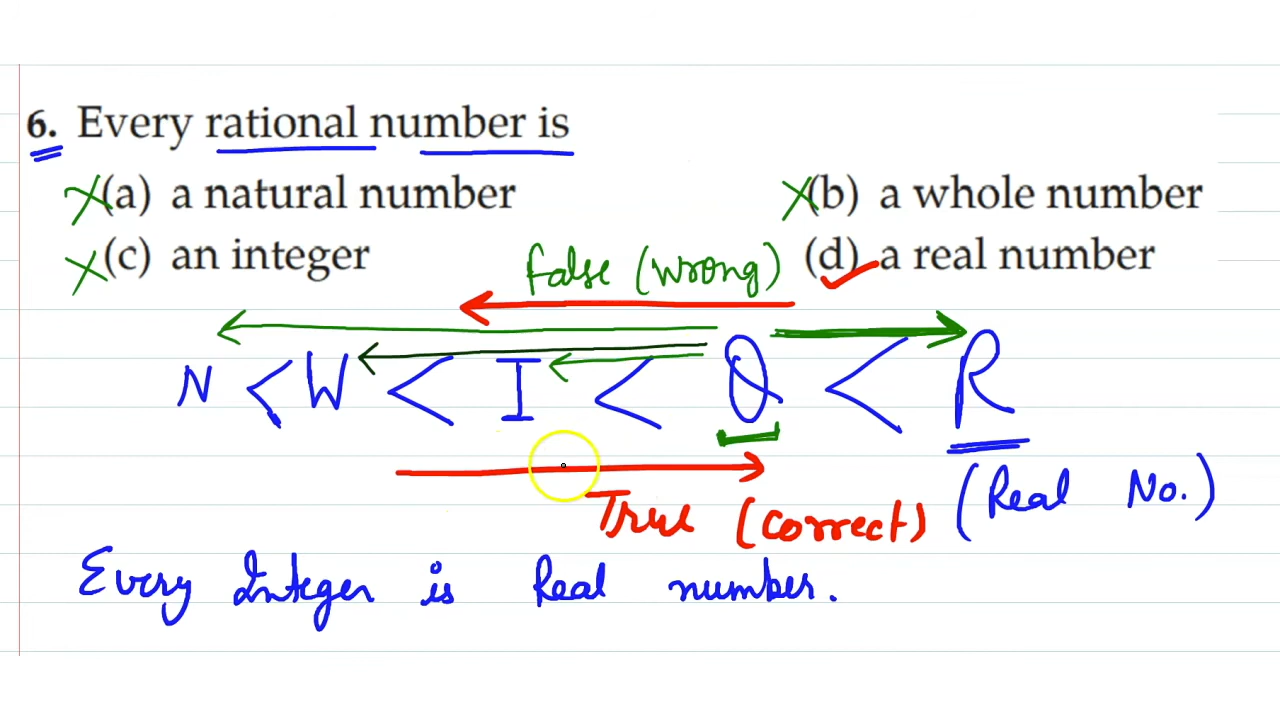 6. Every rational number is
(a) a natural number (b) a whole number
(c) an integer (d) a real number
False (Wrong)
N < W < I < Q < R
(Real No.)
True (Correct)
Every Integer is Real number.